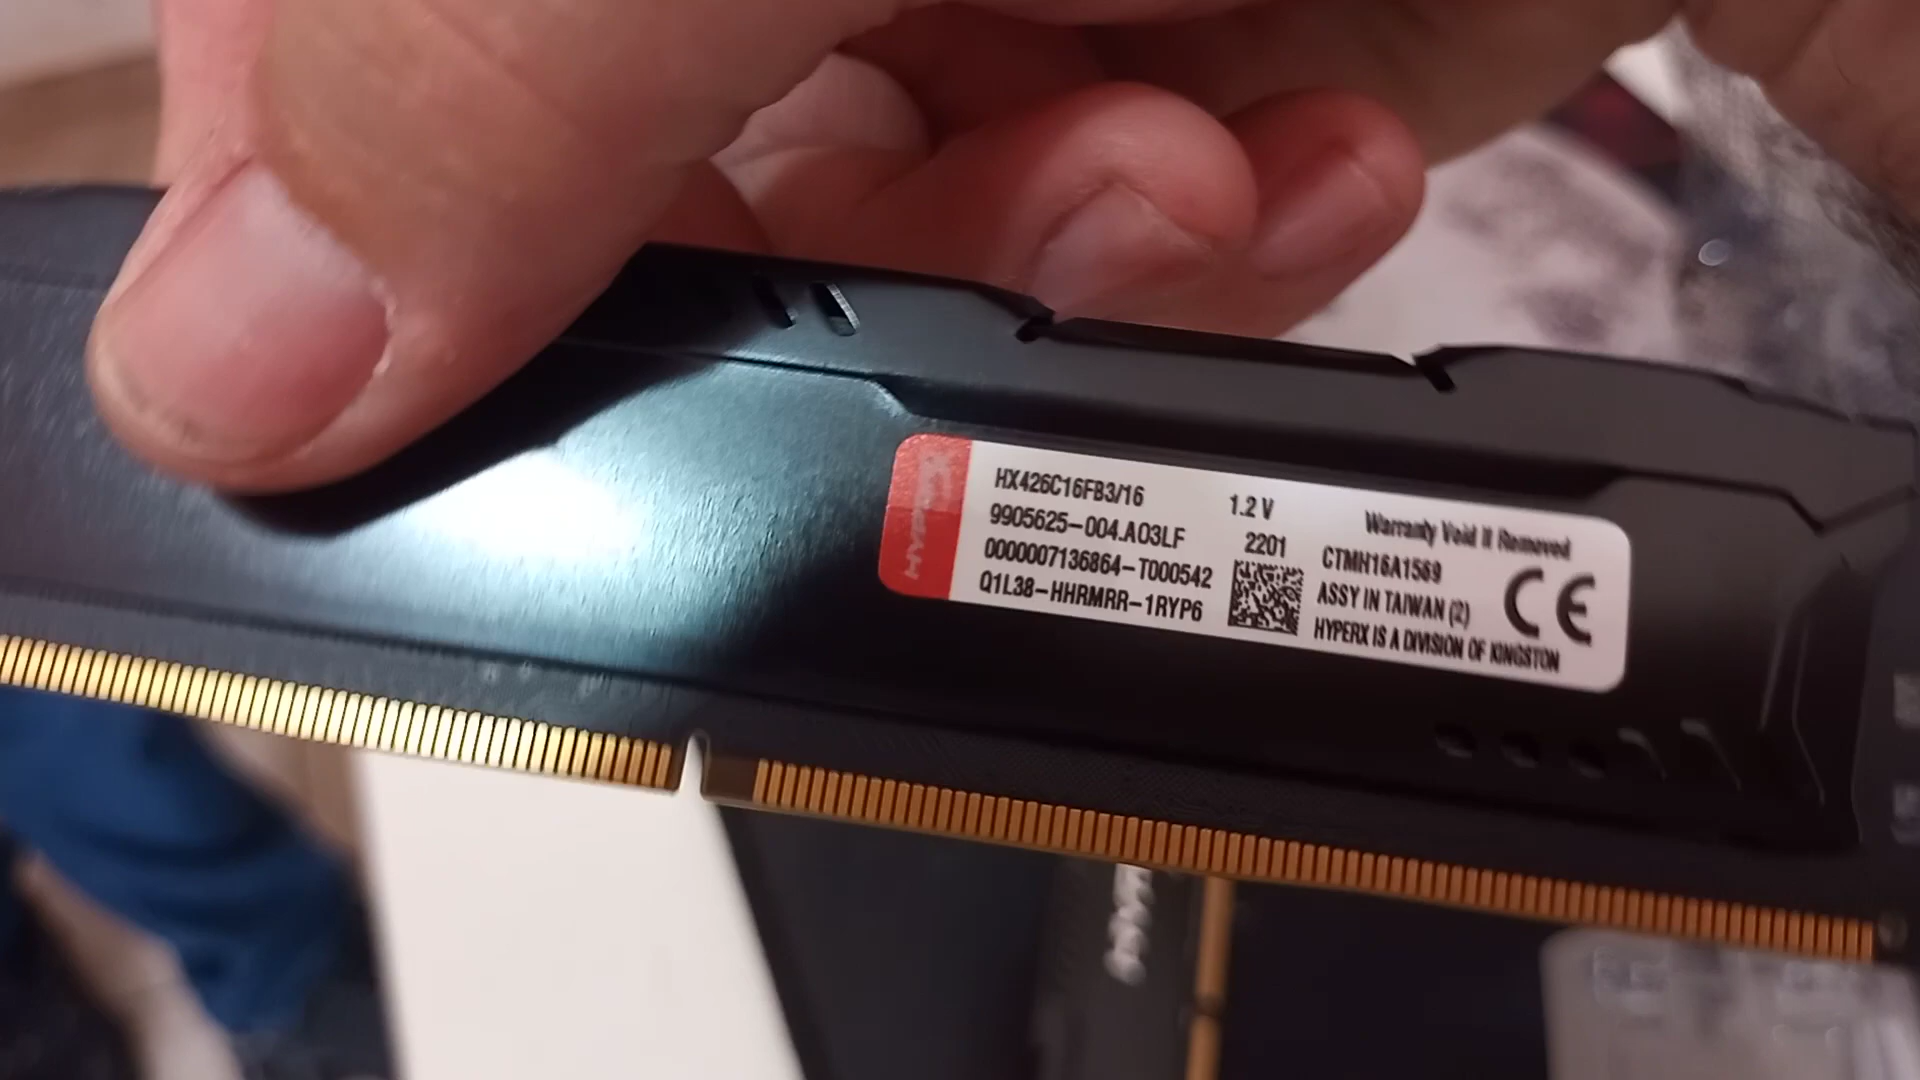 HYPERX
HX426C16FB3/16
9905625-004.A03LF
0000007136864-T000542
Q1L38-HHRMRR-1RYP6
1.2 V
2201
Warranty Void If Removed
CTMH16A1569
ASSY IN TAIWAN (2)
HYPERX IS A DIVISION OF KINGSTON
CE